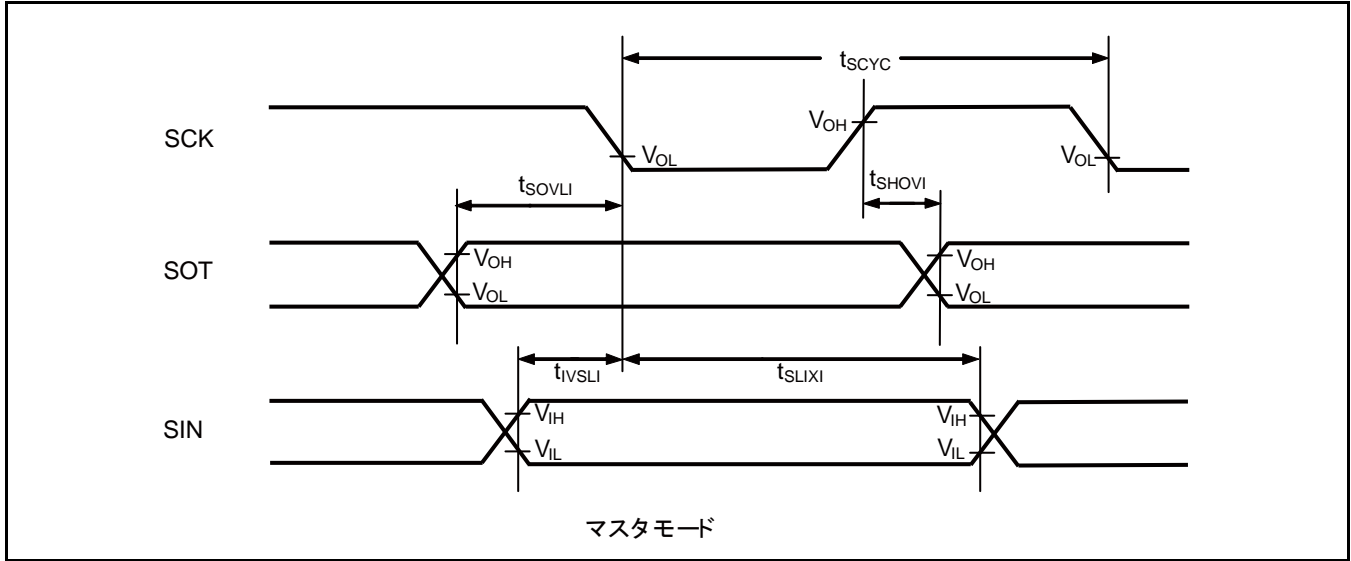 tSCYC
SCK
VOH
VOL
VOL
tSOVLI
tSHOVI
SOT
VOH
VOL
VOH
VOL
tIVSLI
tSLIXI
SIN
VIH
VIL
VIH
VIL
マスタモード